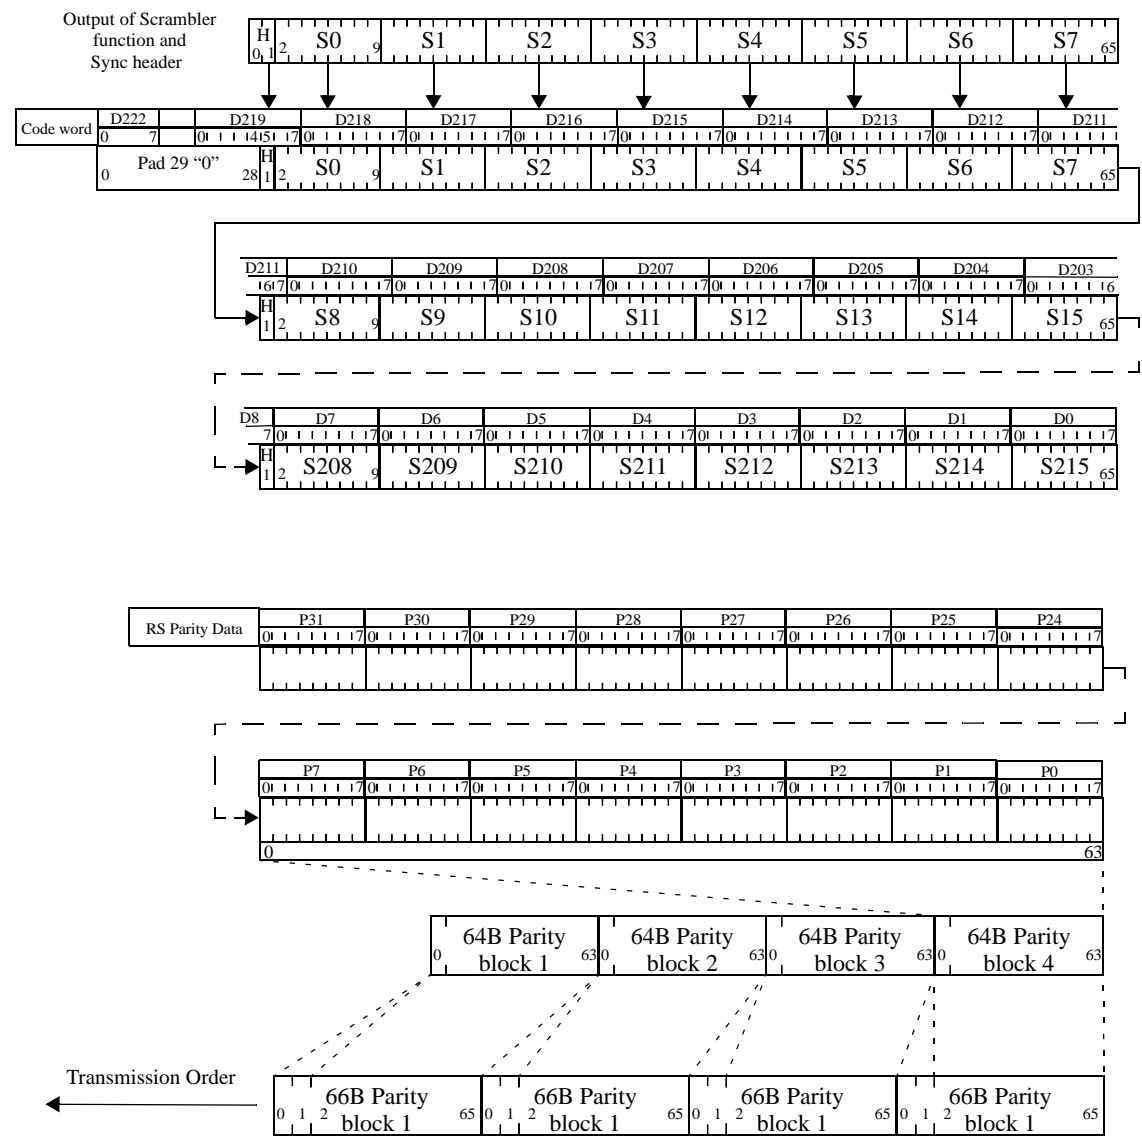 Output of Scrambler
function and
Sync header
H S0 S1 S2 S3 S4 S5 S6 S7
0 1 2 9 65
Code word D222 D219 D218 D217 D216 D215 D214 D213 D212 D211
0 7 0 4 5 7 0 7 0 7 0 7 0 7 0 7 0 7 0 7 0
Pad 29 “0” H S0 S1 S2 S3 S4 S5 S6 S7
0 28 1 2 9 65
D211 D210 D209 D208 D207 D206 D205 D204 D203
6 7 0 7 0 7 0 7 0 7 0 7 0 7 0 7 0 6
H S8 S9 S10 S11 S12 S13 S14 S15
1 2 9 65
D8 D7 D6 D5 D4 D3 D2 D1 D0
7 0 7 0 7 0 7 0 7 0 7 0 7 0 7 0 7
H S208 S209 S210 S211 S212 S213 S214 S215
1 2 9 65
RS Parity Data P31 P30 P29 P28 P27 P26 P25 P24
0 7 0 7 0 7 0 7 0 7 0 7 0 7 0 7
P7 P6 P5 P4 P3 P2 P1 P0
0 7 0 7 0 7 0 7 0 7 0 7 0 7 0 7
0 63
64B Parity 64B Parity 64B Parity 64B Parity
0 block 1 63 0 block 2 63 0 block 3 63 0 block 4 63
Transmission Order
66B Parity 66B Parity 66B Parity 66B Parity
0 1 2 block 1 65 0 1 2 block 1 65 0 1 2 block 1 65 0 1 2 block 1 65